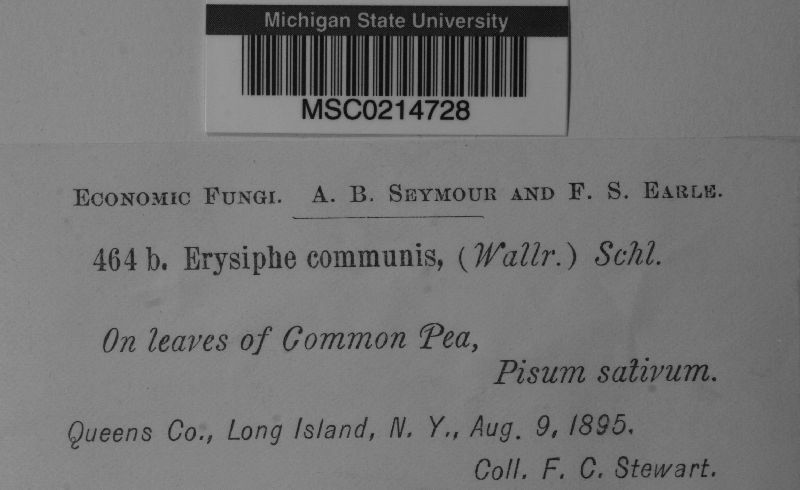 Michigan State University
MSC0214728
Economic Fungi. A. B. Seymour and F. S. Earle.
464 b. Erysiphe communis, (Wallr.) Schl.
On leaves of Common Pea,
Pisum sativum.
Queens Co., Long Island, N. Y., Aug. 9, 1895.
Coll. F. C. Stewart.